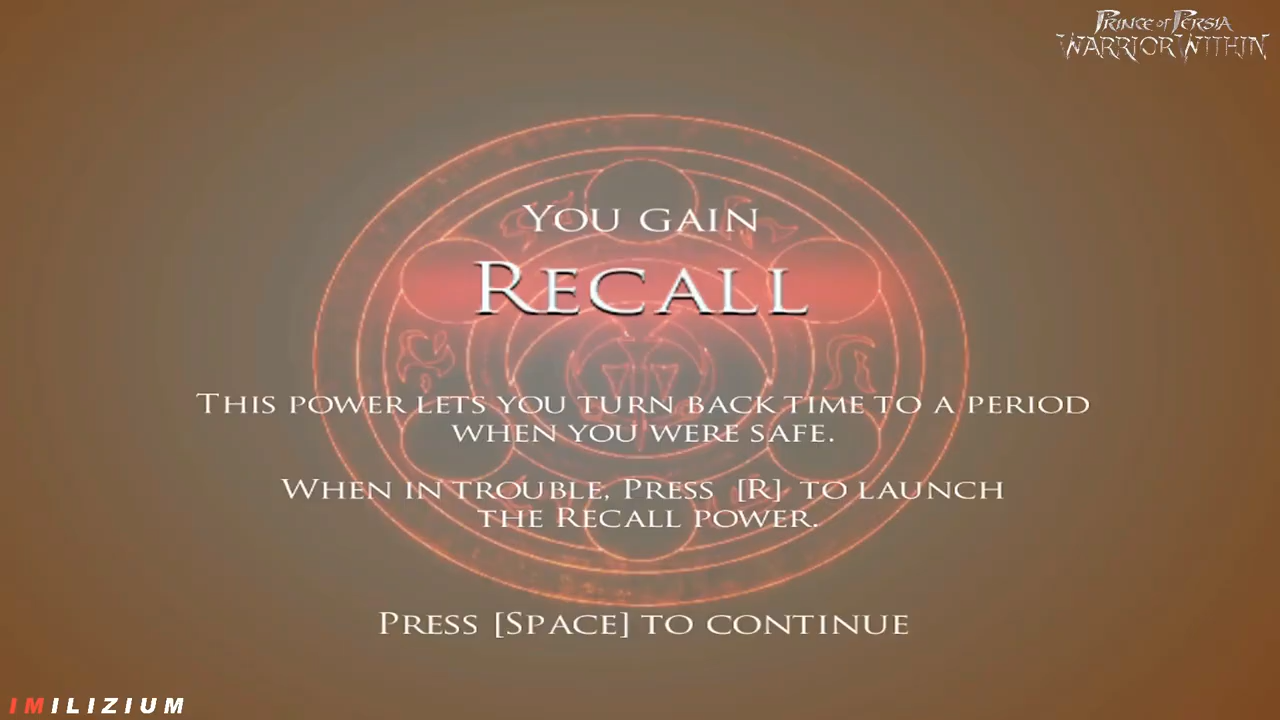 Prince of Persia
Warrior Within
You gain
Recall
This power lets you turn back time to a period
when you were safe.
When in trouble, Press [R] to launch
the Recall power.
Press [Space] to continue
IMILIZIUM